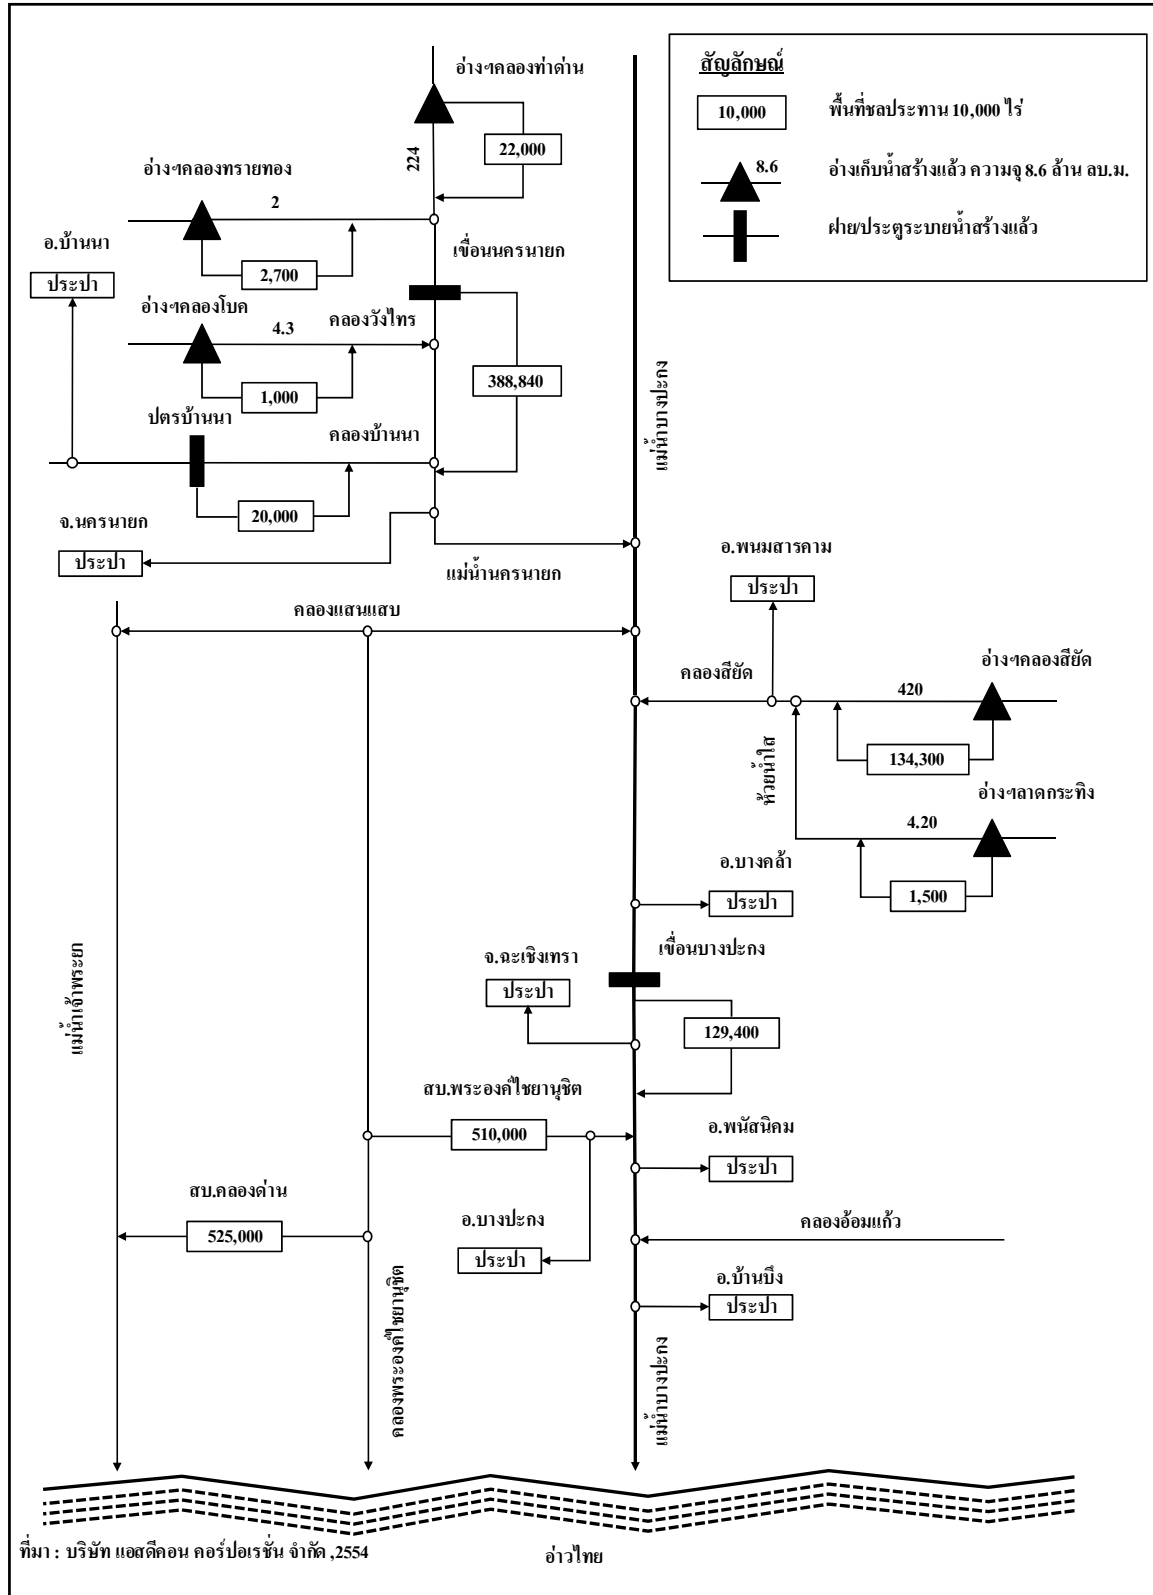 สัญลักษณ์
10,000
พื้นที่ชลประทาน 10,000 ไร่
8.6
อ่างเก็บน้ำสร้างแล้ว ความจุ 8.6 ล้าน ลบ.ม.
ฝาย/ประตูระบายน้ำสร้างแล้ว
อ่างฯคลองท่าด่าน
22,000
224
อ่างฯคลองทรายทอง
2
2,700
เขื่อนนครนายก
อ.บ้านนา
ประปา
อ่างฯคลองโบด
4.3
คลองวังไทร
1,000
388,840
ปตรบ้านนา
คลองบ้านนา
20,000
แม่น้ำบางปะกง
จ.นครนายก
ประปา
แม่น้ำนครนายก
อ.พนมสารคาม
ประปา
คลองแสนแสบ
คลองสียัด
420
อ่างฯคลองสียัด
134,300
ห้วยน้ำใส
อ่างฯลาดกระทิง
4.20
1,500
อ.บางคล้า
ประปา
แม่น้ำเจ้าพระยา
เขื่อนบางปะกง
จ.ฉะเชิงเทรา
ประปา
129,400
สบ.พระองค์ไชยานุชิต
510,000
อ.พนัสนิคม
ประปา
สบ.คลองด่าน
525,000
อ.บางปะกง
ประปา
คลองอ้อมแก้ว
อ.บ้านบึง
ประปา
คลองพระองค์ไชยานุชิต
แม่น้ำบางปะกง
ที่มา : บริษัท แอสดีคอน คอร์ปอเรชั่น จำกัด ,2554
อ่าวไทย